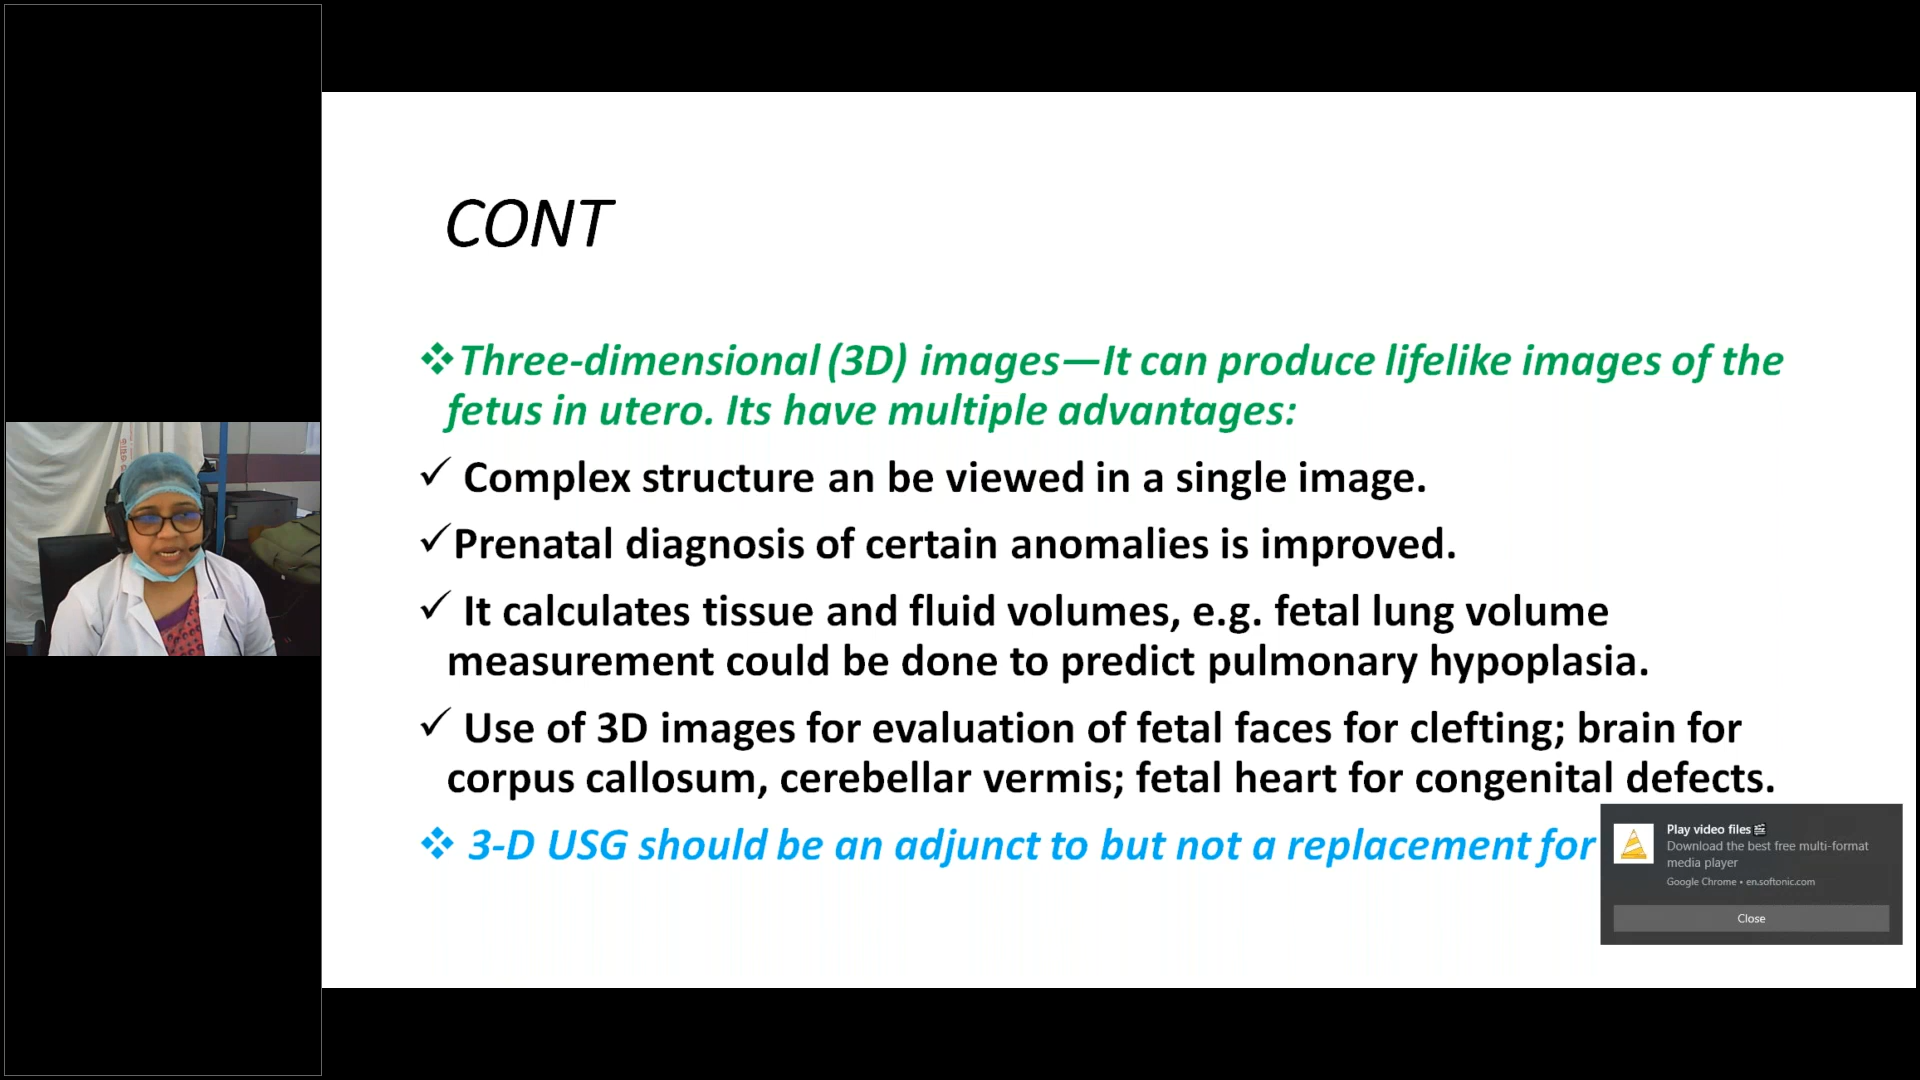 CONT
❖Three-dimensional (3D) images—It can produce lifelike images of the
fetus in utero. Its have multiple advantages:
✓ Complex structure an be viewed in a single image.
✓Prenatal diagnosis of certain anomalies is improved.
✓ It calculates tissue and fluid volumes, e.g. fetal lung volume
measurement could be done to predict pulmonary hypoplasia.
✓ Use of 3D images for evaluation of fetal faces for clefting; brain for
corpus callosum, cerebellar vermis; fetal heart for congenital defects.
❖ 3-D USG should be an adjunct to but not a replacement for
Play video files
Download the best free multi-format
media player
Google Chrome • en.softonic.com
Close